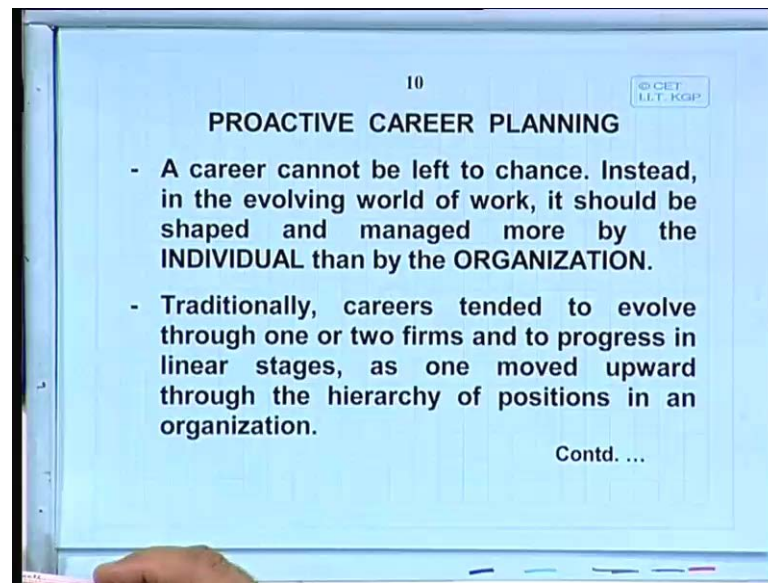 10
© CET
I.I.T. KGP
PROACTIVE CAREER PLANNING
- A career cannot be left to chance. Instead,
in the evolving world of work, it should be
shaped and managed more by the
INDIVIDUAL than by the ORGANIZATION.
- Traditionally, careers tended to evolve
through one or two firms and to progress in
linear stages, as one moved upward
through the hierarchy of positions in an
organization.
Contd. ...